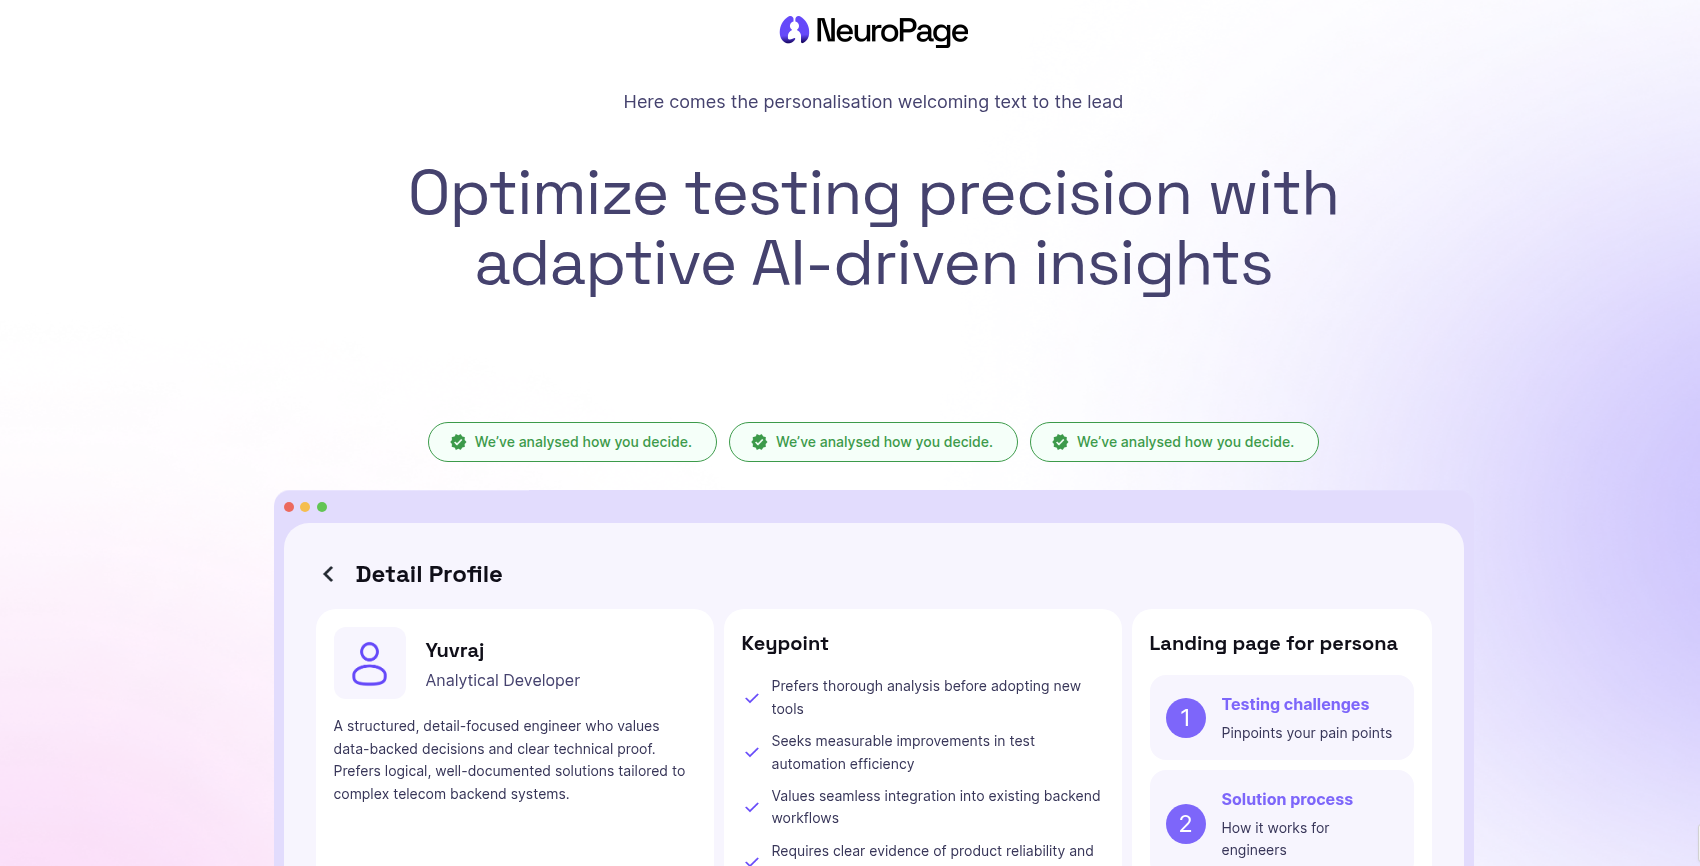 NeuroPage
Here comes the personalisation welcoming text to the lead
Optimize testing precision with
adaptive AI-driven insights
We've analysed how you decide.
We've analysed how you decide.
We've analysed how you decide.
Detail Profile
Yuvraj
Analytical Developer
A structured, detail-focused engineer who values
data-backed decisions and clear technical proof.
Prefers logical, well-documented solutions tailored to
complex telecom backend systems.
Keypoint
Prefers thorough analysis before adopting new
tools
Seeks measurable improvements in test
automation efficiency
Values seamless integration into existing backend
workflows
Requires clear evidence of product reliability and
Landing page for persona
1
Testing challenges
Pinpoints your pain points
2
Solution process
How it works for
engineers